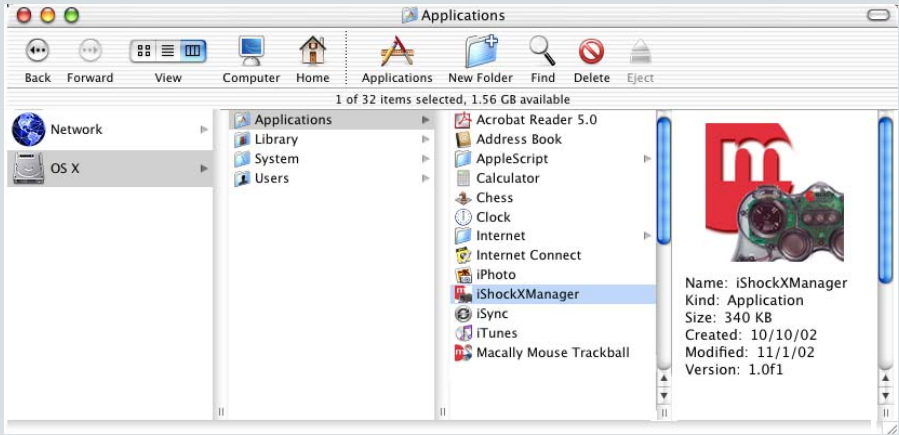 Applications
Back Forward View Computer Home Applications New Folder Find Delete Eject
1 of 32 items selected, 1.56 GB available
Network
OS X
Applications
Library
System
Users
Acrobat Reader 5.0
Address Book
AppleScript
Calculator
Chess
Clock
Internet
Internet Connect
iPhoto
iShockXManager
iSync
iTunes
Macally Mouse Trackball
m
Name: iShockXManager
Kind: Application
Size: 340 KB
Created: 10/10/02
Modified: 11/1/02
Version: 1.0f1